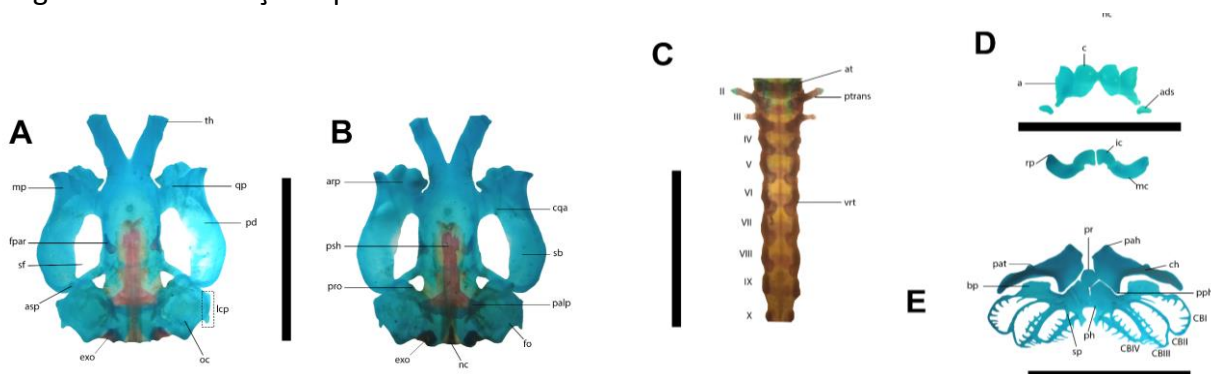 A
th
mp
qp
pd
fpar
sf
asp
lcp
exo
oc
B
arp
cqa
psh
sb
pro
palp
exo
nc
fo
C
at
II
ptrans
III
IV
V
VI
vrt
VII
VIII
IX
X
D
c
a
ads
ic
rp
mc
E
pr
pah
pat
ch
bp
pph
CBI
CBII
CBIII
CBIV
ph
sp